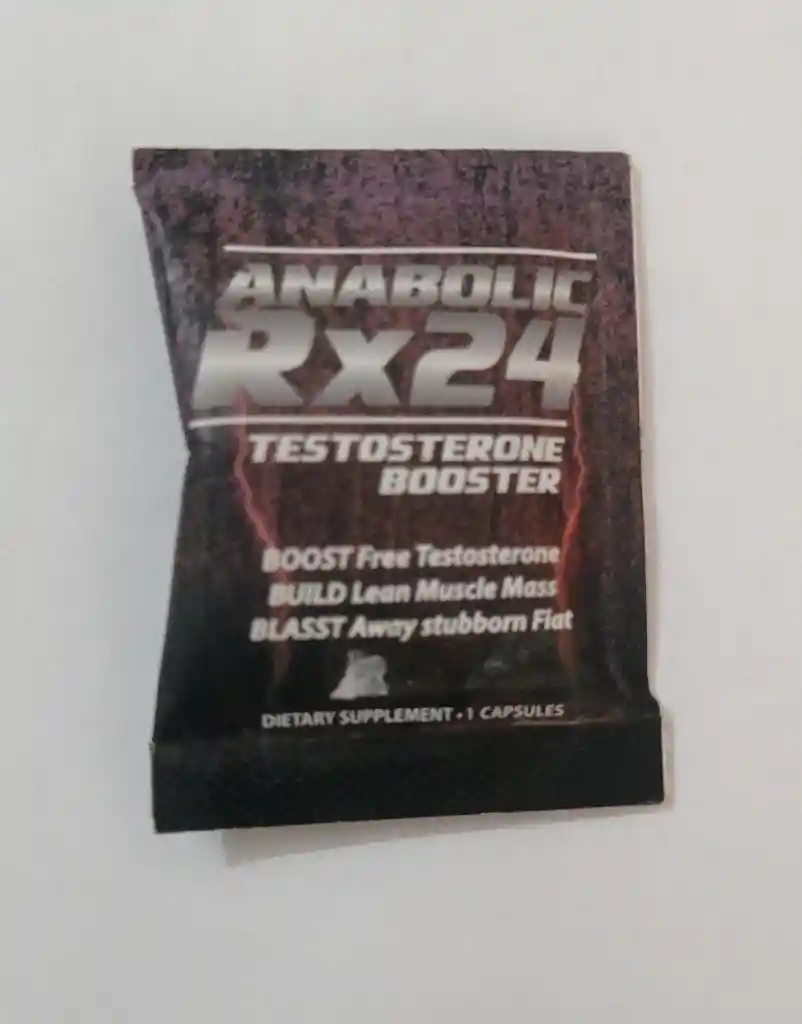 ANABOLIC
Rx24
TESTOSTERONE
BOOSTER
BOOST Free Testosterone
BUILD Lean Muscle Mass
BLASST Away stubborn Fiat
DIETARY SUPPLEMENT • 1 CAPSULES